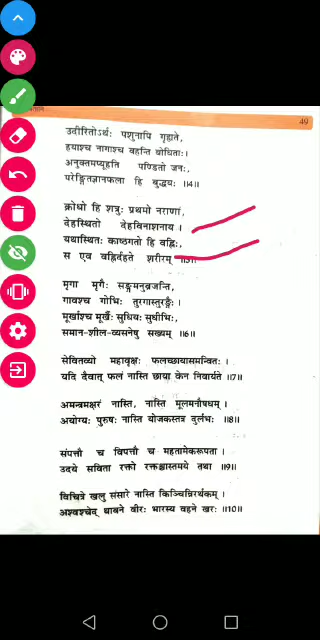 49
उदीरितोऽर्थः पशुनापि गृह्यते,
हयाश्च नागाश्च वहन्ति बोधिताः।
अनुक्तमप्यूहति पण्डितो जनः,
परेङ्गितज्ञानफला हि बुद्धयः ॥4॥
क्रोधो हि शत्रुः प्रथमो नराणां,
देहस्थितो देहविनाशनाय ।
यथास्थितः काष्ठगतो हि वह्निः,
स एव वह्निर्दहते शरीरम् ॥5॥
मृगा मृगैः सङ्गमनुव्रजन्ति,
गावश्च गोभिः तुरगास्तुरङ्गैः।
मूर्खाश्च मूर्खैः सुधियः सुधीभिः,
समान-शील-व्यसनेषु सख्यम् ॥6॥
सेवितव्यो महावृक्षः फलच्छायासमन्वितः ।
यदि दैवात् फलं नास्ति छाया केन निवार्यते ॥7॥
अमन्त्रमक्षरं नास्ति, नास्ति मूलमनौषधम् ।
अयोग्यः पुरुषः नास्ति योजकस्तत्र दुर्लभः ॥8॥
संपत्तौ च विपत्तौ च महतामेकरूपता ।
उदये सविता रक्तो रक्तश्चास्तमये तथा ॥9॥
विचित्रे खलु संसारे नास्ति किञ्चिन्निरर्थकम् ।
अश्वश्चेद् धावने वीरः भारस्य वहने खरः ॥10॥